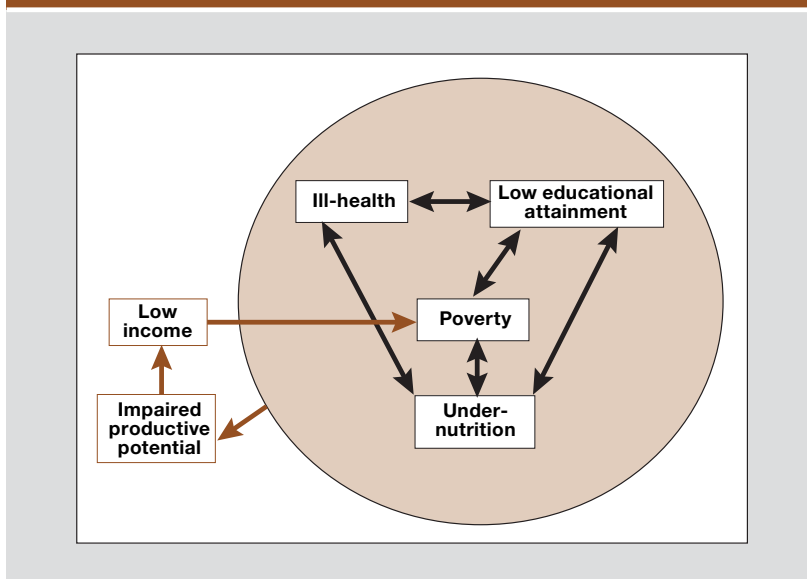 Ill-health
Low educational
attainment
Low
income
Poverty
Impaired
productive
potential
Under-
nutrition